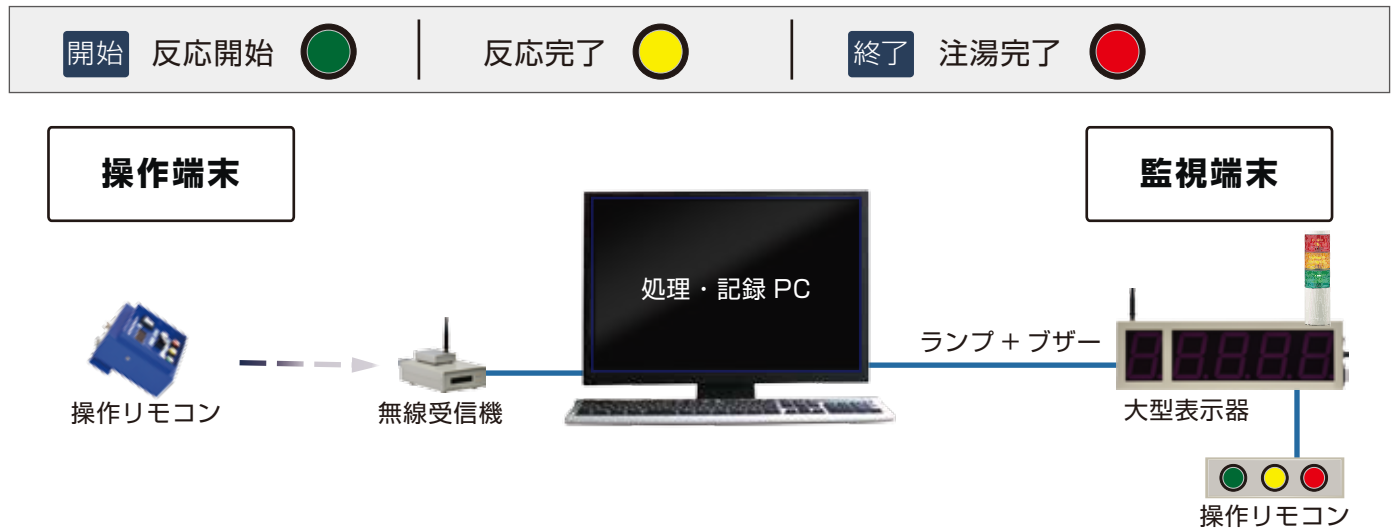 開始 反応開始 反応完了 終了 注湯完了
操作端末
監視端末
処理・記録 PC
ランプ + ブザー
操作リモコン
無線受信機
大型表示器
操作リモコン